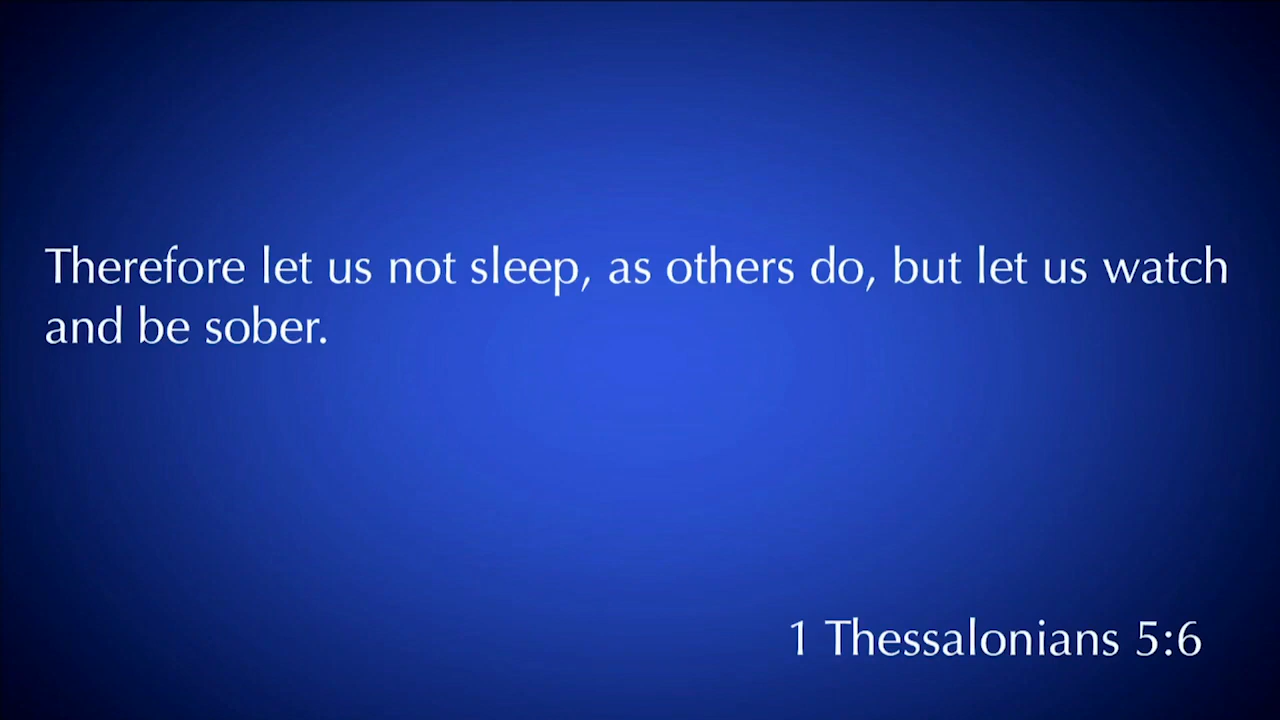 Therefore let us not sleep, as others do, but let us watch
and be sober.
1 Thessalonians 5:6